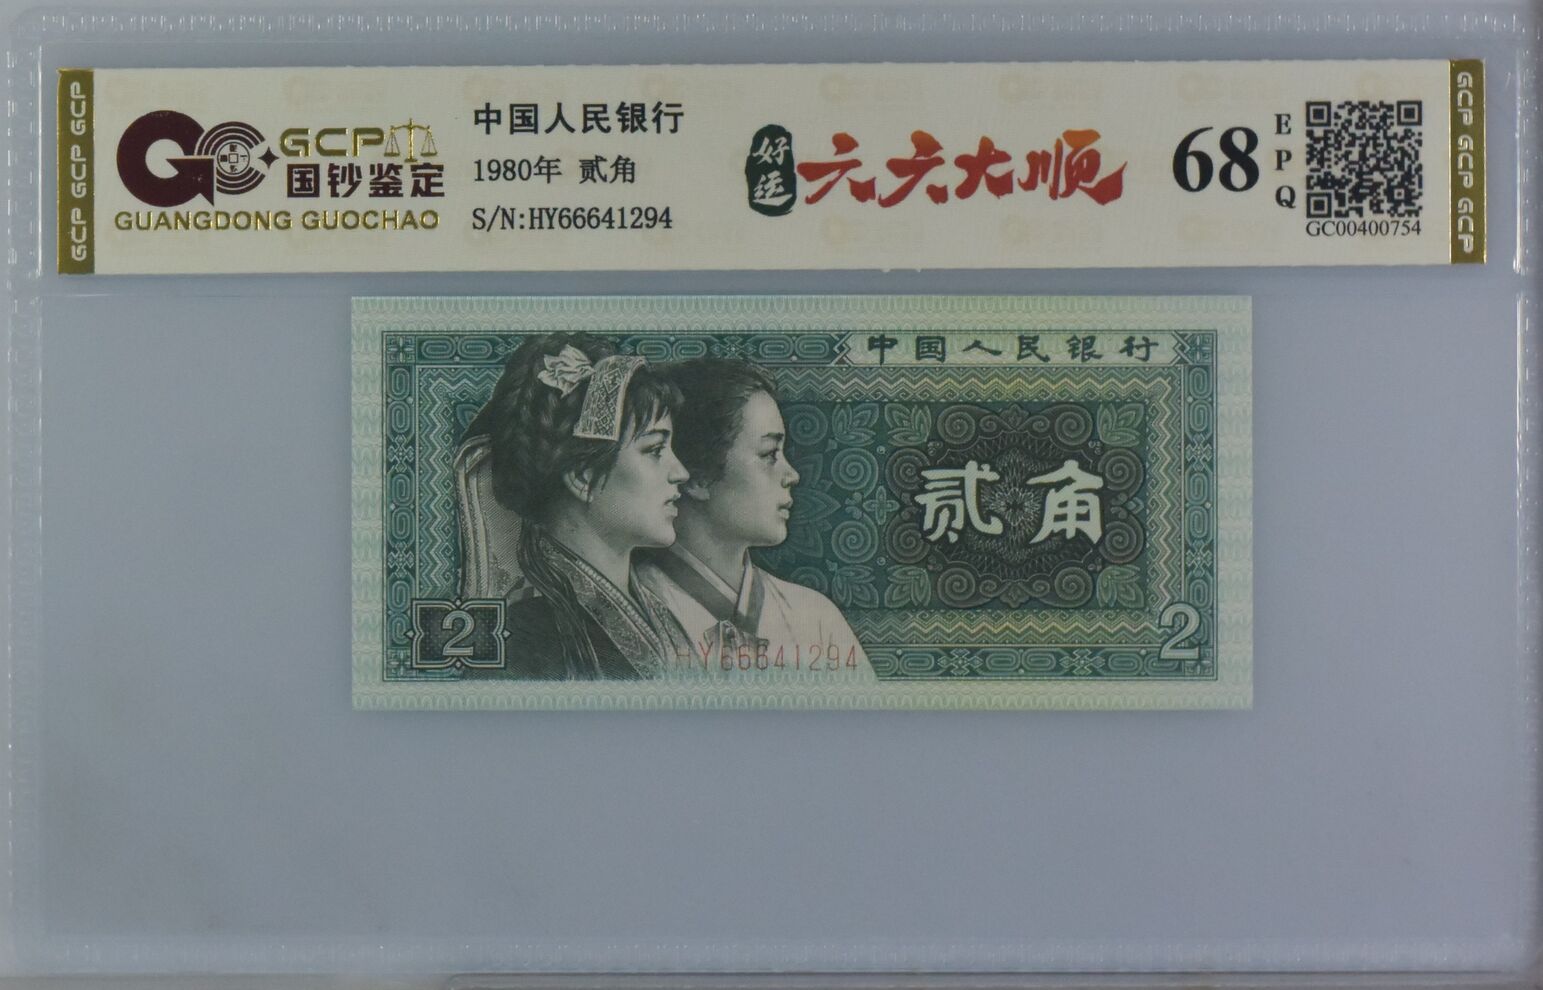 GCP GCP GCP
GCP
国钞鉴定
GUANGDONG GUOCHAO
中国人民银行
1980年 贰角
S/N:HY66641294
好运
六六大顺
68
EPQ
GC00400754
GCP GCP GCP
中国人民银行
贰角
2
2
HY66641294